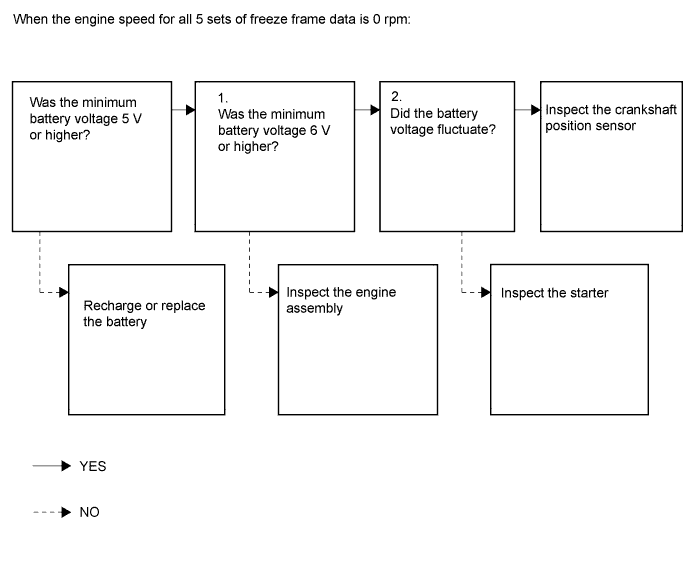 When the engine speed for all 5 sets of freeze frame data is 0 rpm:
Was the minimum
battery voltage 5 V
or higher?
1.
Was the minimum
battery voltage 6 V
or higher?
2.
Did the battery
voltage fluctuate?
Inspect the crankshaft
position sensor
Recharge or replace
the battery
Inspect the engine
assembly
Inspect the starter
YES
NO